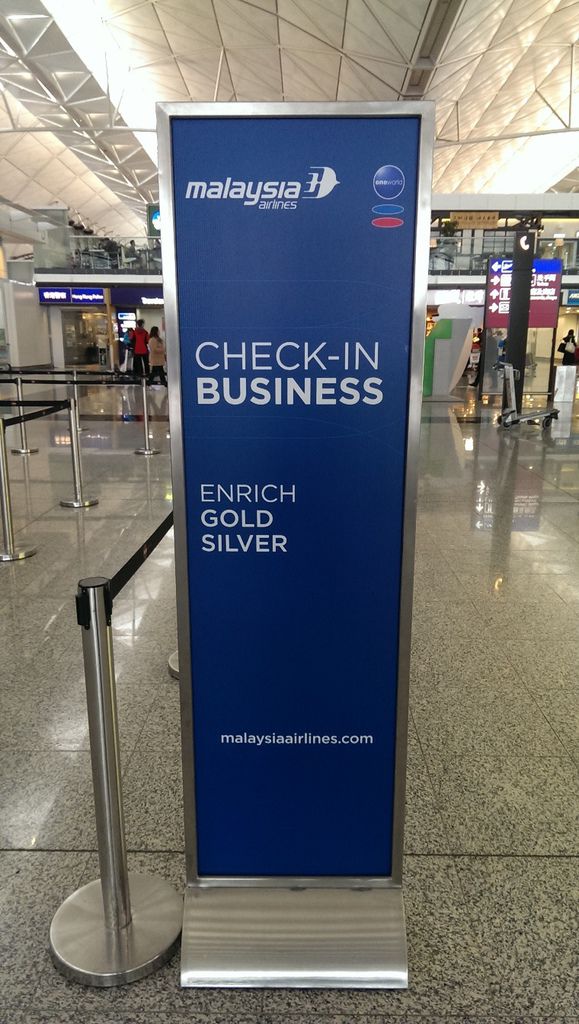 malaysia
airlines
oneworld
CHECK-IN
BUSINESS
ENRICH
GOLD
SILVER
malaysiaairlines.com